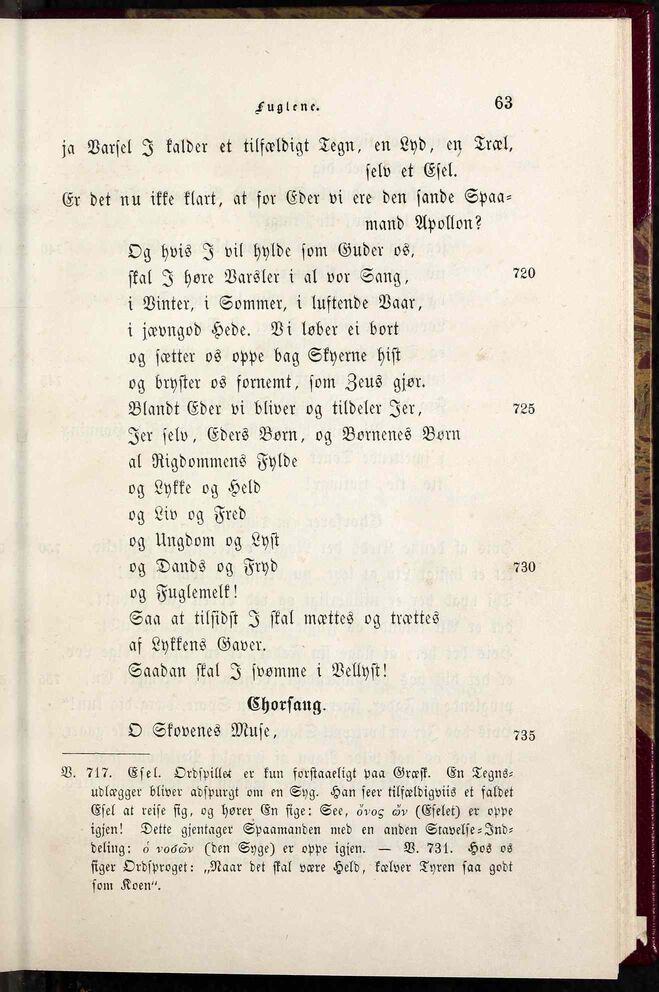 Fuglene. 63
ja Varsel I kalder et tilfældigt Tegn, en Lyd, en Træl,
selv et Esel.
Er det nu ikke klart, at for Eder vi ere den sande Spaa=
mand Apollon?
Og hvis I vil hylde som Guder os,
skal I høre Varsler i al vor Sang, 720
i Vinter, i Sommer, i luftende Vaar,
i jævngod Hede. Vi løber ei bort
og sætter os oppe bag Skyerne hist
og bryster os fornemt, som Zeus gjør.
Blandt Eder vi bliver og tildeler Jer, 725
Jer selv, Eders Børn, og Børnenes Børn
al Rigdommens Fylde
og Lykke og Held
og Liv og Fred
og Ungdom og Lyst
og Dands og Fryd 730
og Fuglemelk!
Saa at tilsidst I skal mættes og trættes
af Lykkens Gaver.
Saadan skal I svømme i Vellyst!
Chorsang.
O Skovenes Muse, 735
V. 717. Esel. Ordspillet er kun forstaaeligt paa Græsk. En Tegns=
udlægger bliver adspurgt om en Syg. Han seer tilfældigviis et faldet
Esel at reise sig, og hører En sige: See, ὄνος ὤν (Eselet) er oppe
igjen! Dette gjentager Spaamanden med en anden Stavelse=Ind=
deling: ὁ νοσῶν (den Syge) er oppe igjen. — V. 731. Hos os
siger Ordsproget: „Naar det skal være Held, kælver Tyren saa godt
som Koen“.